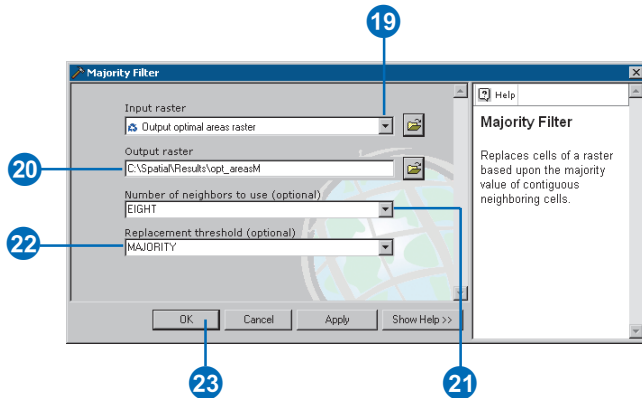 19
Majority Filter
Input raster
Output optimal areas raster
20
Output raster
C:\Spatial\Results\opt_areasM
Number of neighbors to use (optional)
EIGHT
22
Replacement threshold (optional)
MAJORITY
OK
Cancel
Apply
Show Help >>
23
21
Help
Majority Filter
Replaces cells of a raster
based upon the majority
value of contiguous
neighboring cells.